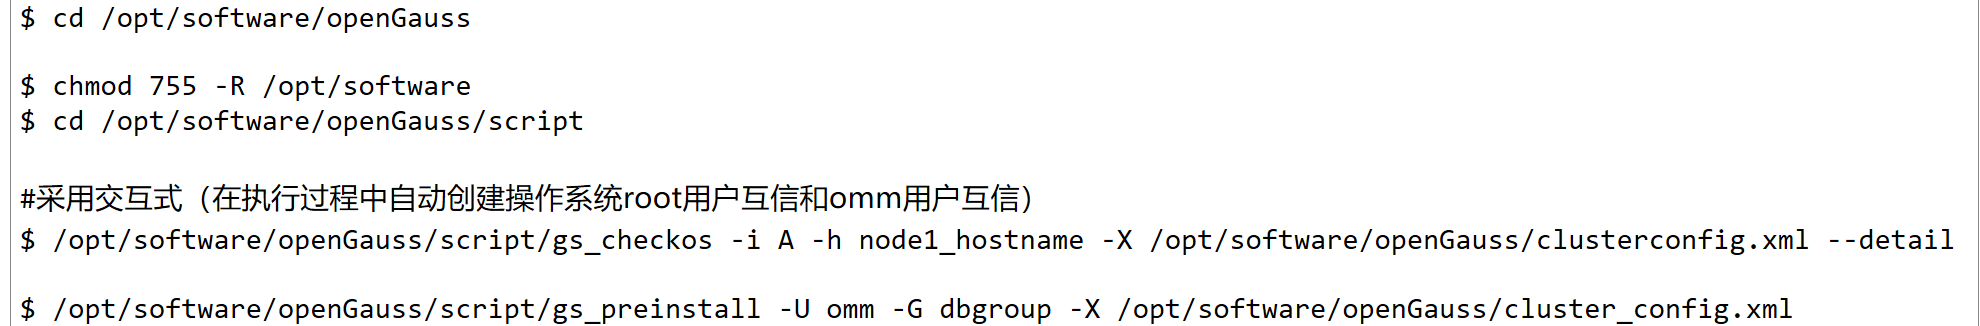 $ cd /opt/software/openGauss
$ chmod 755 -R /opt/software
$ cd /opt/software/openGauss/script
#采用交互式（在执行过程中自动创建操作系统root用户互信和omm用户互信）
$ /opt/software/openGauss/script/gs_checkos -i A -h node1_hostname -X /opt/software/openGauss/clusterconfig.xml --detail
$ /opt/software/openGauss/script/gs_preinstall -U omm -G dbgroup -X /opt/software/openGauss/cluster_config.xml